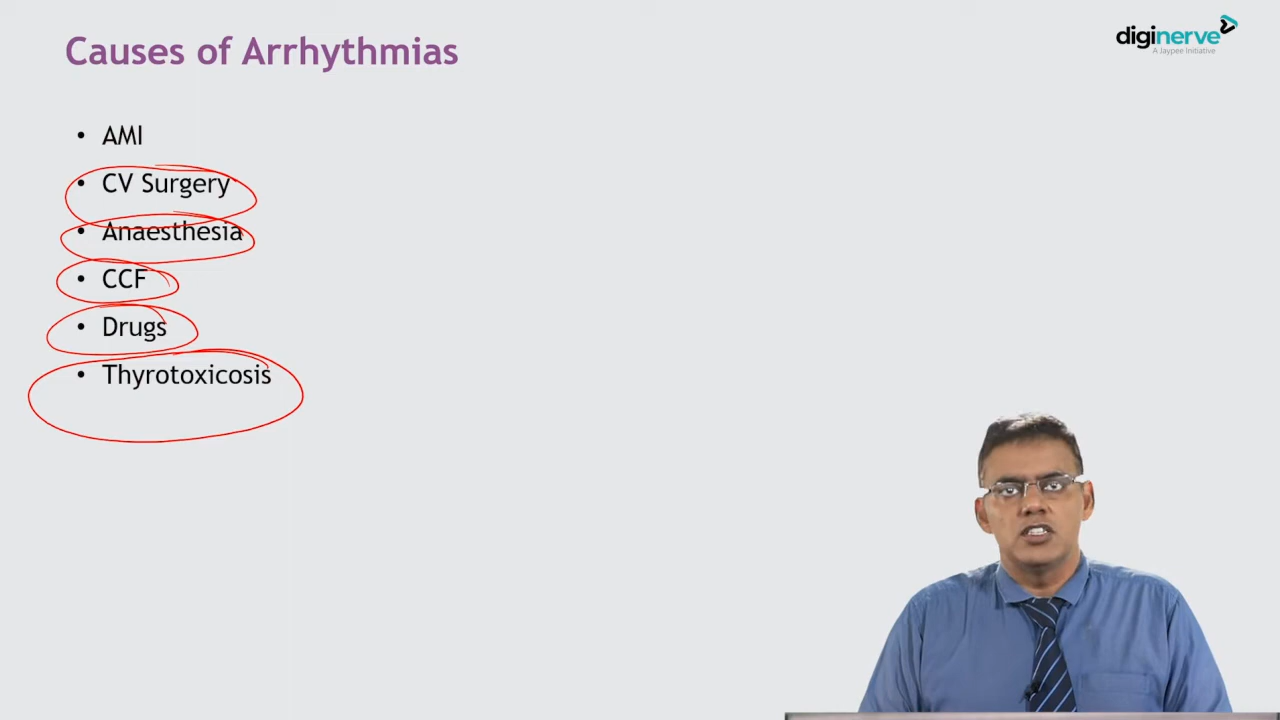 Causes of Arrhythmias
diginerve
A Jaypee Initiative
• AMI
• CV Surgery
• Anaesthesia
• CCF
• Drugs
• Thyrotoxicosis